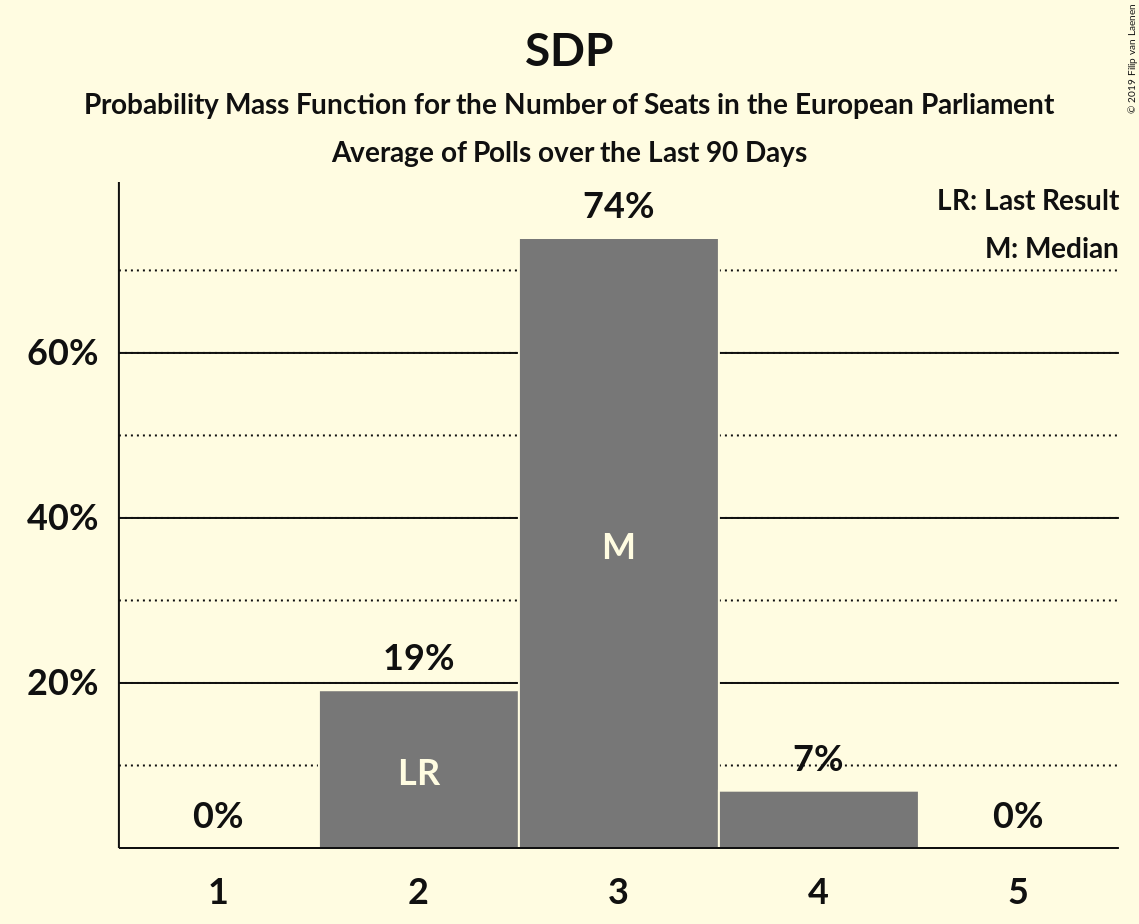 SDP
Probability Mass Function for the Number of Seats in the European Parliament
Average of Polls over the Last 90 Days
© 2019 Filip van Laenen
LR: Last Result
M: Median
74%
60%
40%
M
19%
20%
LR
7%
0%
0%
1
2
3
4
5